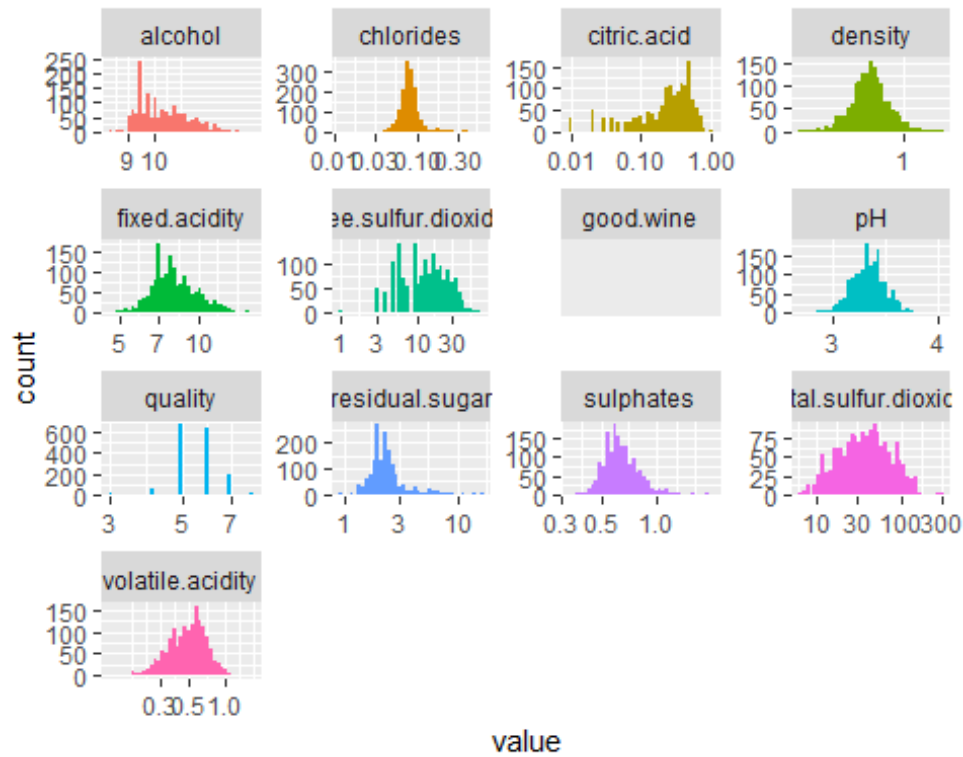 alcohol
chlorides
citric.acid
density
250
200
150
100
50
0
9 10
300
200
100
0
0.01 0.03 0.10 0.30
150
100
50
0
0.01 0.10 1.00
150
100
50
0
1
fixed.acidity
ee.sulfur.dioxid
good.wine
pH
150
100
50
0
5 7 10
100
50
0
1 3 10 30
150
100
50
0
3 4
quality
residual.sugar
sulphates
tal.sulfur.dioxid
600
400
200
0
3 5 7
200
100
0
1 3 10
150
100
50
0
0.3 0.5 1.0
75
50
25
0
10 30 100 300
volatile.acidity
150
100
50
0
0.3 0.5 1.0
count
value